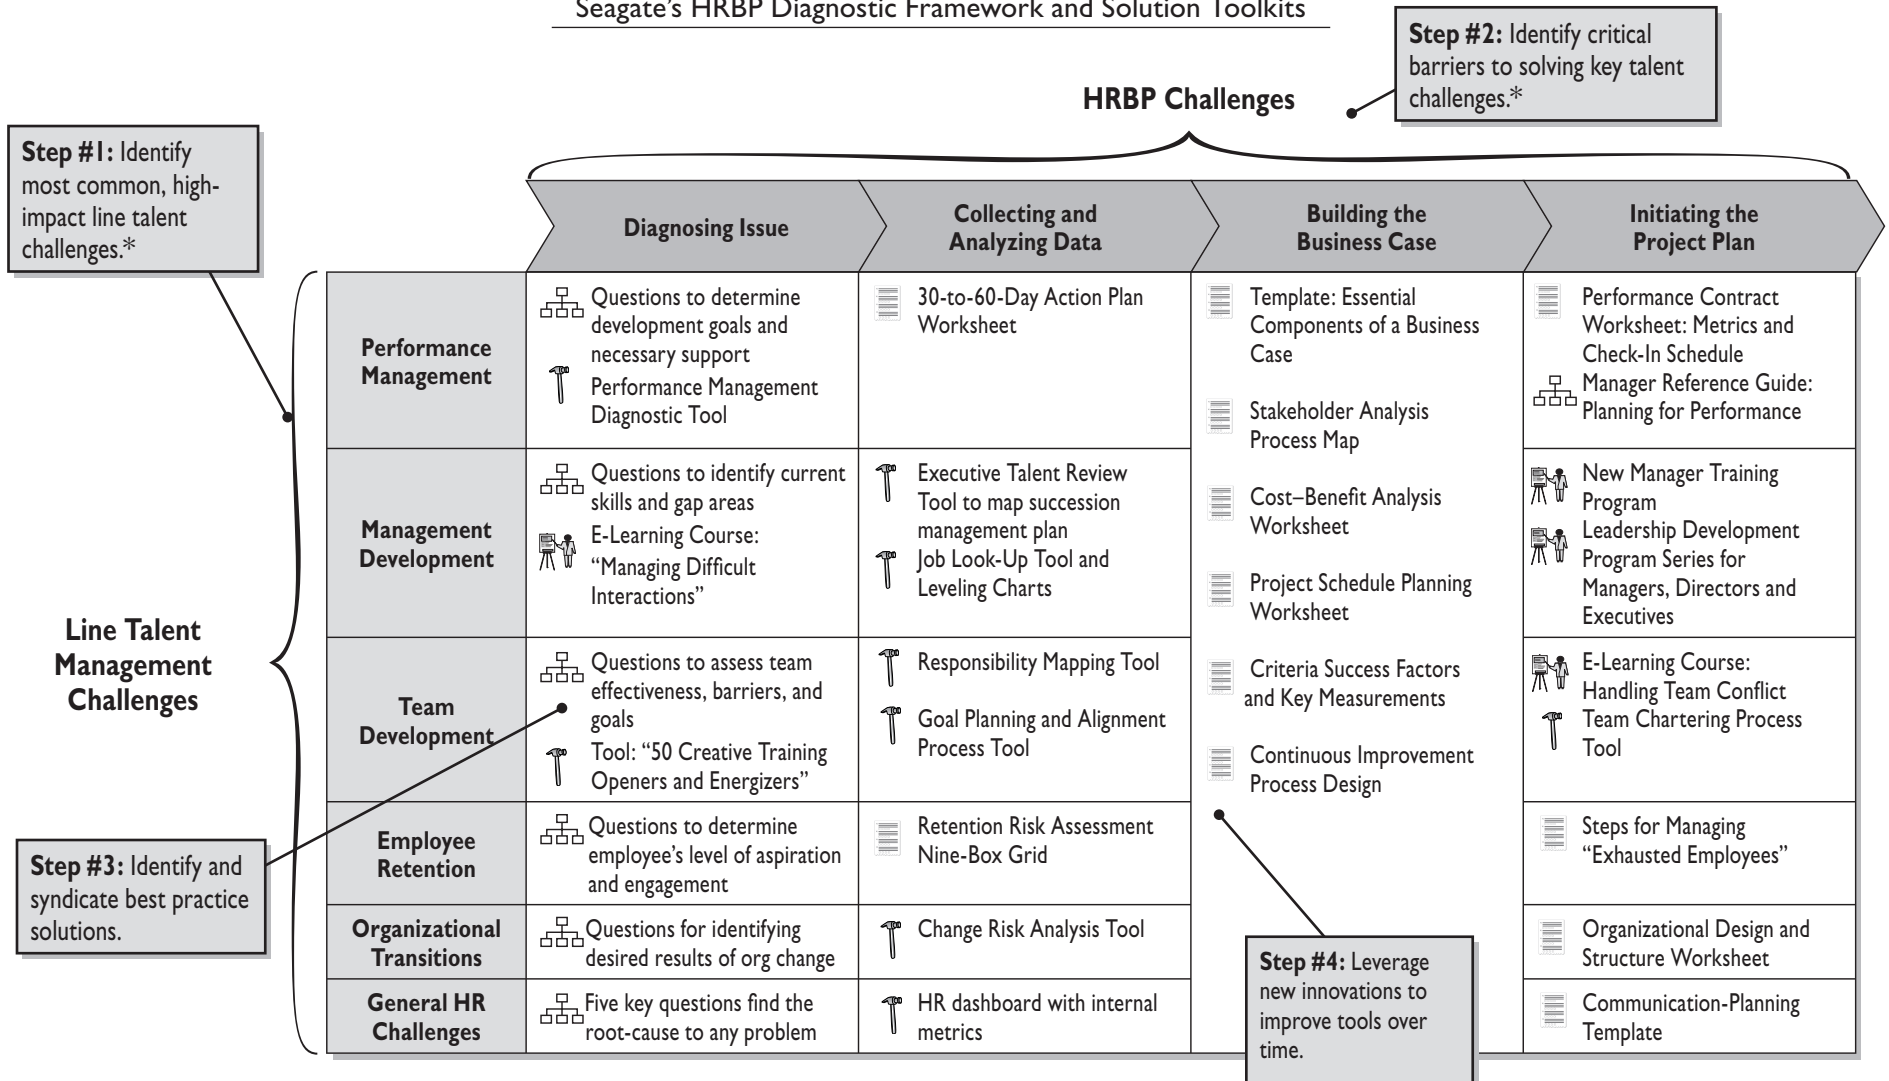 Seagate's HRBP Diagnostic Framework and Solution Toolkits
Step #2: Identify critical
barriers to solving key talent
challenges.*
HRBP Challenges
Step #1: Identify
most common, high-
impact line talent
challenges.*
Diagnosing Issue
Collecting and
Analyzing Data
Building the
Business Case
Initiating the
Project Plan
Performance
Management
Questions to determine
development goals and
necessary support
Performance Management
Diagnostic Tool
30-to-60-Day Action Plan
Worksheet
Template: Essential
Components of a Business
Case
Stakeholder Analysis
Process Map
Cost–Benefit Analysis
Worksheet
Project Schedule Planning
Worksheet
Criteria Success Factors
and Key Measurements
Continuous Improvement
Process Design
Performance Contract
Worksheet: Metrics and
Check-In Schedule
Manager Reference Guide:
Planning for Performance
Management
Development
Questions to identify current
skills and gap areas
E-Learning Course:
“Managing Difficult
Interactions”
Executive Talent Review
Tool to map succession
management plan
Job Look-Up Tool and
Leveling Charts
New Manager Training
Program
Leadership Development
Program Series for
Managers, Directors and
Executives
Line Talent
Management
Challenges
Team
Development
Questions to assess team
effectiveness, barriers, and
goals
Tool: “50 Creative Training
Openers and Energizers”
Responsibility Mapping Tool
Goal Planning and Alignment
Process Tool
E-Learning Course:
Handling Team Conflict
Team Chartering Process
Tool
Step #3: Identify and
syndicate best practice
solutions.
Employee
Retention
Questions to determine
employee's level of aspiration
and engagement
Retention Risk Assessment
Nine-Box Grid
Steps for Managing
“Exhausted Employees”
Organizational
Transitions
Questions for identifying
desired results of org change
Change Risk Analysis Tool
Organizational Design and
Structure Worksheet
Step #4: Leverage
new innovations to
improve tools over
time.
General HR
Challenges
Five key questions find the
root-cause to any problem
HR dashboard with internal
metrics
Communication-Planning
Template